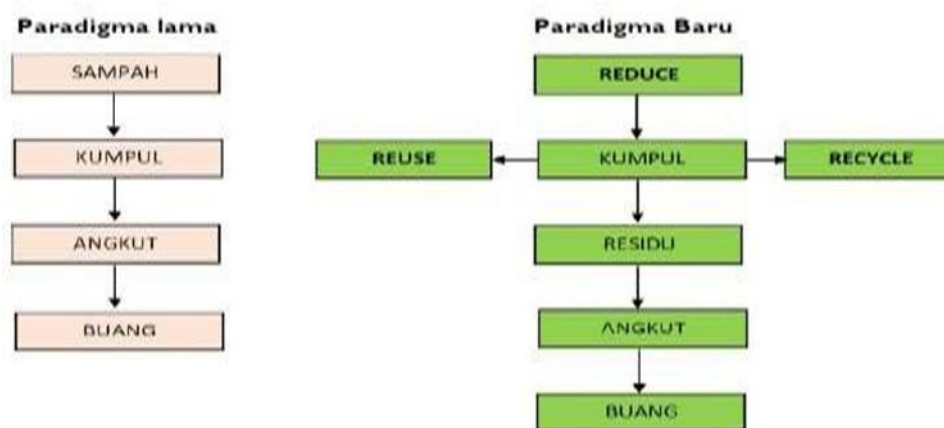 Paradigma lama
SAMPAH
KUMPUL
ANGKUT
BUANG
Paradigma Baru
REDUCE
REUSE
KUMPUL
RECYCLE
RESIDU
ANGKUT
BUANG